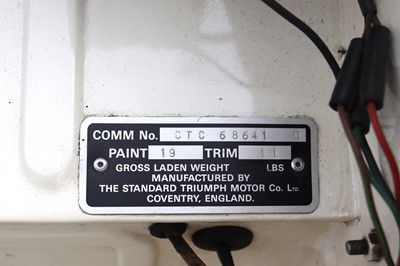 COMM No. CTC 68641 O
PAINT 19 TRIM 11
GROSS LADEN WEIGHT LBS
MANUFACTURED BY
THE STANDARD TRIUMPH MOTOR Co. LTD.
COVENTRY, ENGLAND.